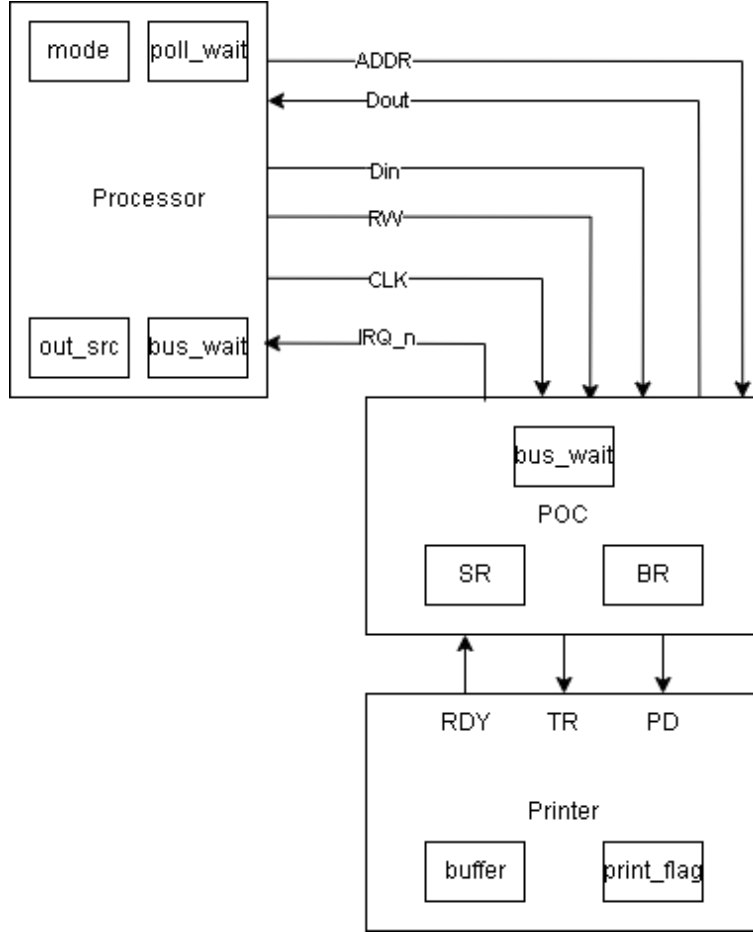 mode poll_wait
ADDR
Dout
Din
Processor
RW
CLK
IRQ_n
out_src bus_wait
bus_wait
POC
SR BR
RDY TR PD
Printer
buffer print_flag